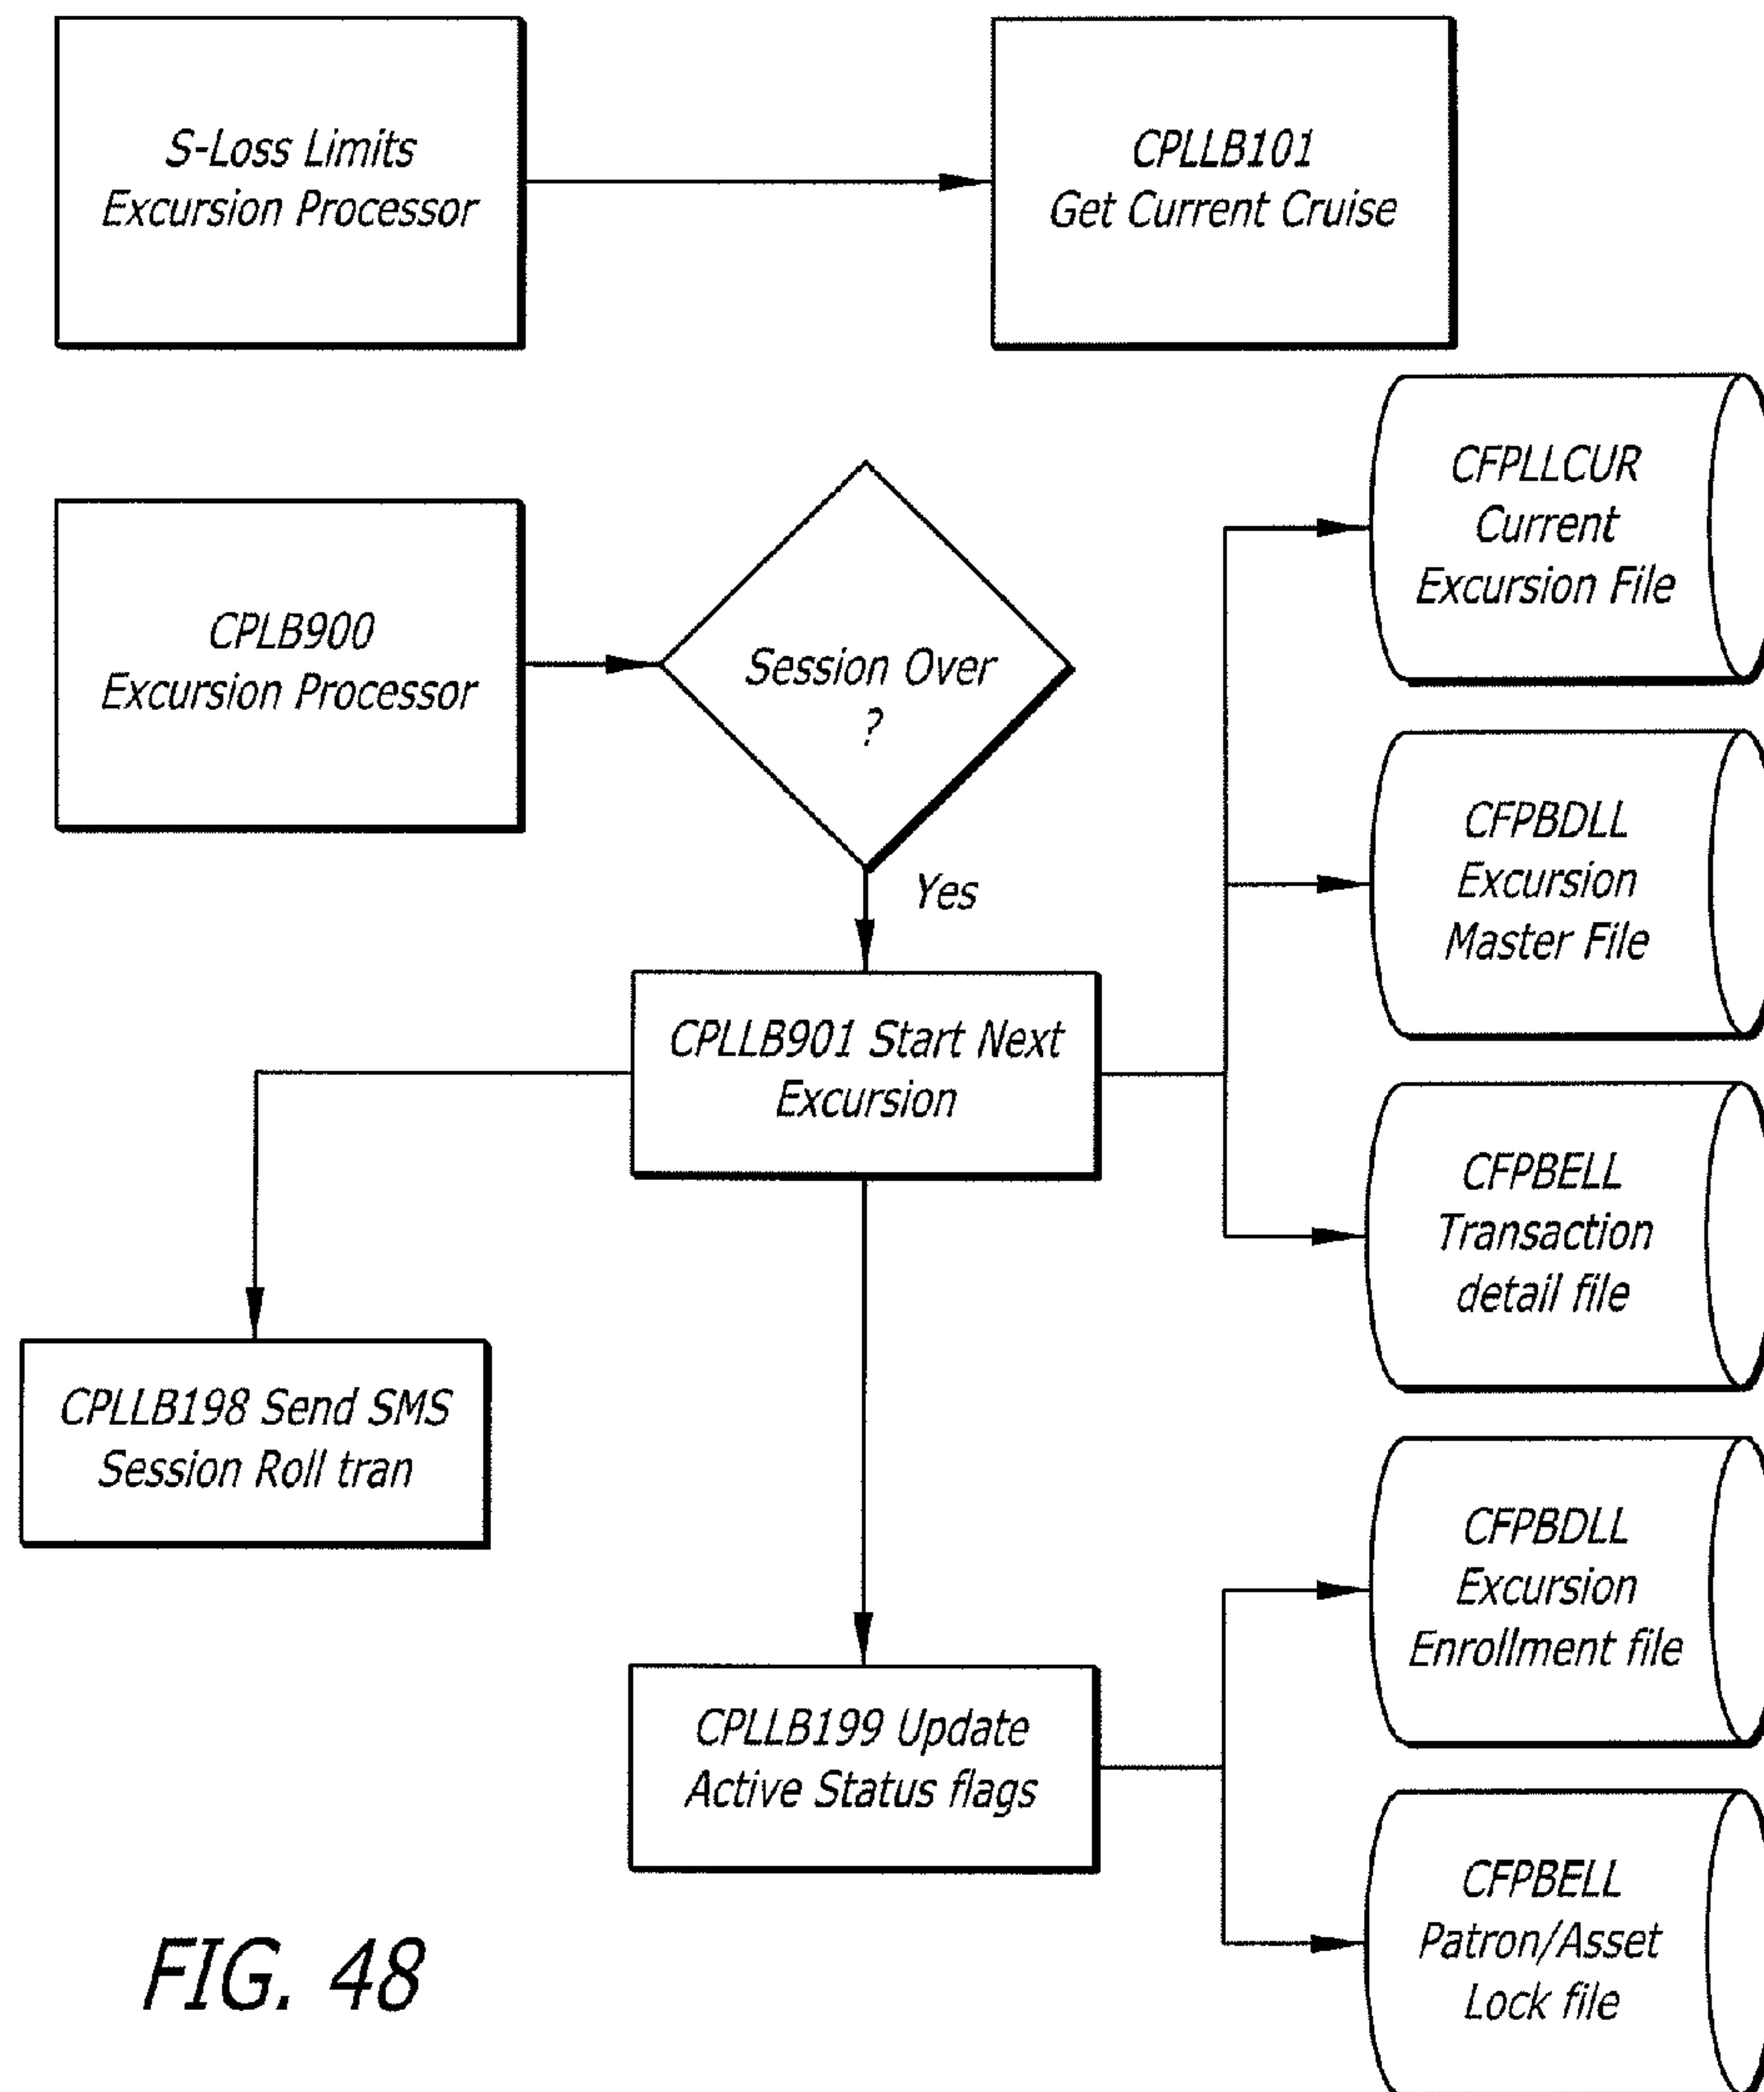 S-Loss Limits
Excursion Processor
CPLLB101
Get Current Cruise
CFPLLCUR
Current
Excursion File
CPLB900
Excursion Processor
Session Over
?
CFPBDLL
Excursion
Master File
Yes
CPLLB901 Start Next
Excursion
CFPBELL
Transaction
detail file
CPLLB198 Send SMS
Session Roll tran
CFPBDLL
Excursion
Enrollment file
CPLLB199 Update
Active Status flags
CFPBELL
Patron/Asset
Lock file
FIG. 48